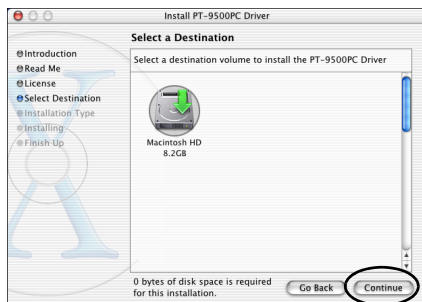 Install PT-9500PC Driver
Select a Destination
Introduction
Read Me
License
Select Destination
Installation Type
Installing
Finish Up
Select a destination volume to install the PT-9500PC Driver
Macintosh HD
8.2GB
0 bytes of disk space is required
for this installation.
Go Back
Continue